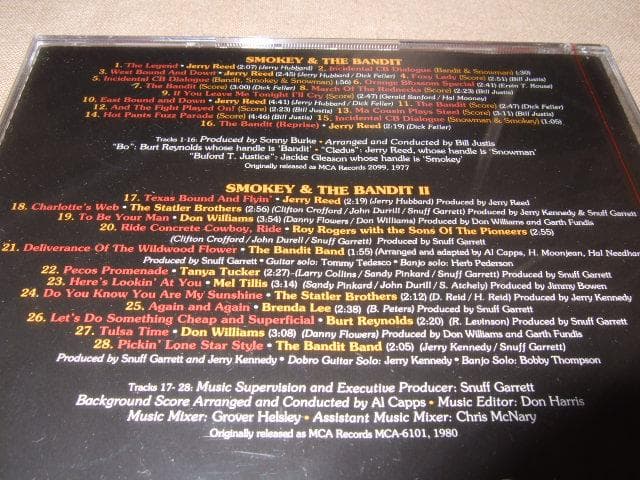 SMOKEY & THE BANDIT
1. The Legend • Jerry Reed (2:07) (Jerry Hubbard) 2. Incidental CB Dialogue (Bandit & Snowman) (:36)
3. West Bound And Down • Jerry Reed (2:45) (Jerry Hubbard / Dick Feller) 4. Foxy Lady (Score) (2:51) (Bill Justis)
5. Incidental CB Dialogue (Bandit, Smokey & Snowman) (:56) 6. Orange Blossom Special (2:41) (Ervin T. Rouse)
7. The Bandit (Score) (3:00) (Dick Feller) 8. March Of The Rednecks (Score) (2:23) (Bill Justis)
9. If You Leave Me Tonight I'll Cry (Score) (2:47) (Gerald Sanford / Hal Mooney)
10. East Bound and Down • Jerry Reed (4:41) (Jerry Hubbard / Dick Feller) 11. The Bandit (Score) (2:47) (Dick Feller)
12. And The Fight Played On! (Score) (2:23) (Bill Justis) 13. Ma Cousin Plays Steel (Score) (3:11) (Bill Justis)
14. Hot Pants Fuzz Parade (Score) (4:46) (Bill Justis) 15. Incidental CB Dialogue (Snowman & Smokey) (1:05)
16. The Bandit (Reprise) • Jerry Reed (2:19) (Dick Feller)
Tracks 1-16: Produced by Sonny Burke • Arranged and Conducted by Bill Justis
"Bo": Burt Reynolds whose handle is 'Bandit' • "Cledus": Jerry Reed, whose handle is 'Snowman'
"Buford T. Justice": Jackie Gleason whose handle is 'Smokey'
Originally released as MCA Records 2099, 1977
SMOKEY & THE BANDIT II
17. Texas Bound And Flyin' • Jerry Reed (2:19) (Jerry Hubbard) Produced by Jerry Reed
18. Charlotte's Web • The Statler Brothers (2:56) (Clifton Crofford / John Durrill / Snuff Garrett) Produced by Jerry Kennedy & Snuff Garrett
19. To Be Your Man • Don Williams (3:54) (Danny Flowers) Produced by Don Williams and Garth Fundis
20. Ride Concrete Cowboy, Ride • Roy Rogers with the Sons Of The Pioneers (2:55)
(Clifton Crofford / John Durell / Snuff Garrett) Produced by Snuff Garrett
21. Deliverance Of The Wildwood Flower • The Bandit Band (1:55) (Arranged and adapted by Al Capps, H. Moonjean, Hal Needham)
Produced by Snuff Garrett • Guitar solo: Tommy Tedesco • Banjo solo: Herb Pederson
22. Pecos Promenade • Tanya Tucker (2:27) -(Larry Collins / Sandy Pinkard / Snuff Garrett) Produced by Snuff Garrett
23. Here's Lookin' At You • Mel Tillis (3:14) (Sandy Pinkard / John Durill / S. Atchely) Produced by Jimmy Bowen
24. Do You Know You Are My Sunshine • The Statler Brothers (2:12) (D. Reid / H. Reid) Produced by Jerry Kennedy
25. Again and Again • Brenda Lee (2:38) (B. Peters) Produced by Snuff Garrett
26. Let's Do Something Cheap and Superficial • Burt Reynolds (2:20) (R. Levinson) Produced by Snuff Garrett
27. Tulsa Time • Don Williams (3:08) (Danny Flowers) Produced by Don Williams and Garth Fundis
28. Pickin' Lone Star Style • The Bandit Band (2:05) (Jerry Kennedy / Snuff Garrett)
Produced by Snuff Garrett and Jerry Kennedy • Dobro Guitar Solo: Jerry Kennedy • Banjo Solo: Bobby Thompson
Tracks 17- 28: Music Supervision and Executive Producer: Snuff Garrett
Background Score Arranged and Conducted by Al Capps • Music Editor: Don Harris
Music Mixer: Grover Helsley • Assistant Music Mixer: Chris McNary
Originally released as MCA Records MCA-6101, 1980